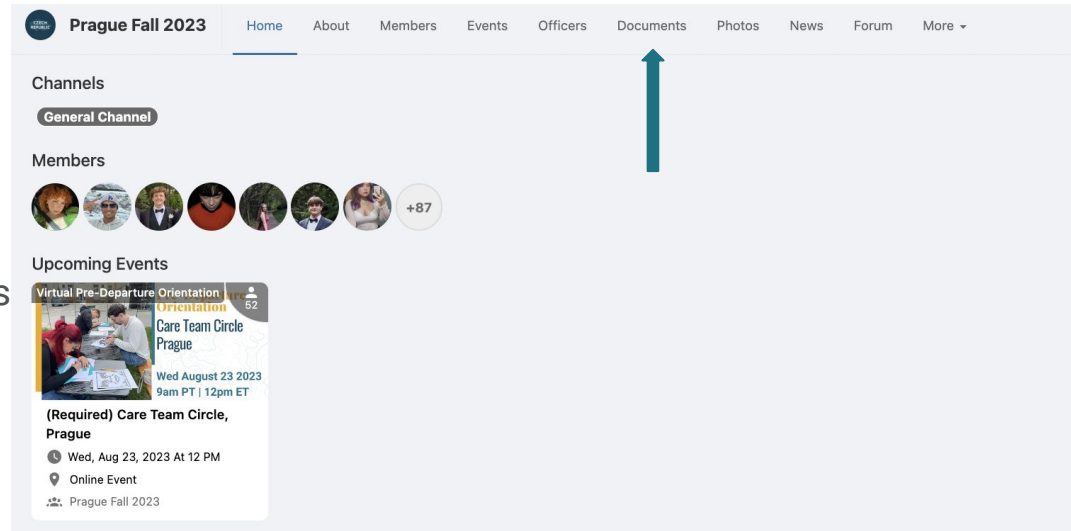 CZECH REPUBLIC
Prague Fall 2023 Home About Members Events Officers Documents Photos News Forum More
Channels
General Channel
Members
+87
Upcoming Events
s
Virtual Pre-Departure Orientation
52
Orientation
Care Team Circle
Prague
Wed August 23 2023
9am PT | 12pm ET
(Required) Care Team Circle,
Prague
Wed, Aug 23, 2023 At 12 PM
Online Event
Prague Fall 2023